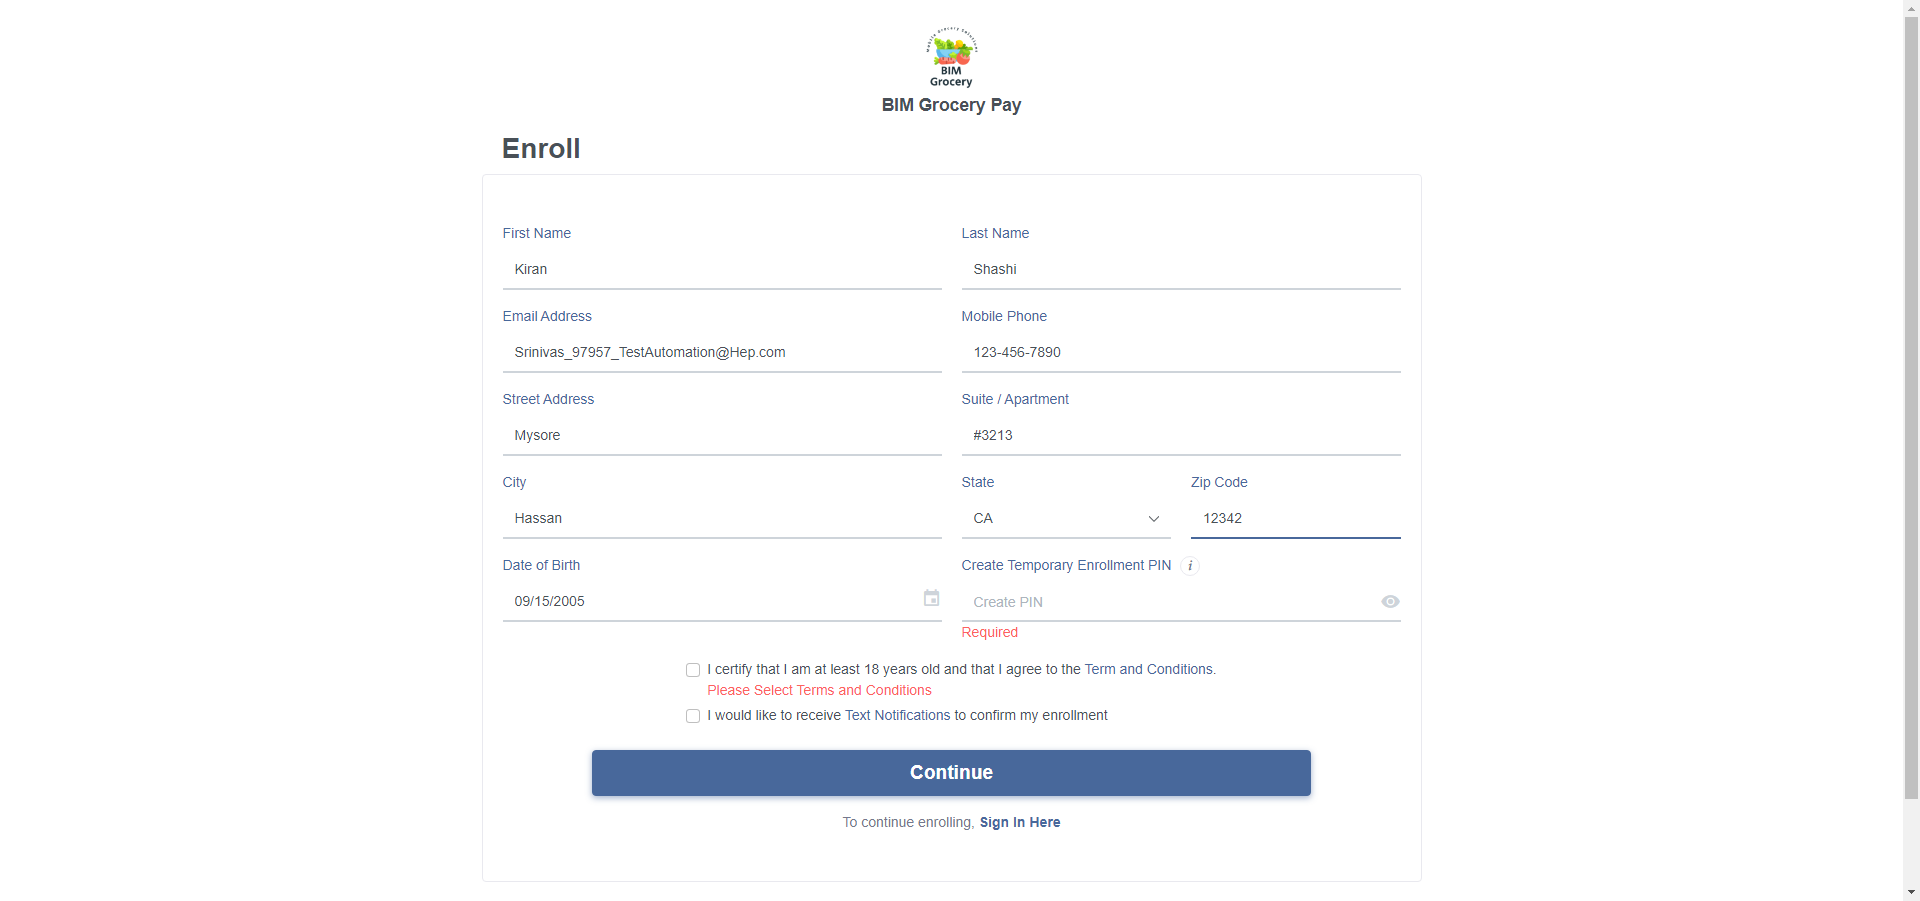 Mobile Grocery Solutions
BIM
Grocery
BIM Grocery Pay
Enroll
First Name
Last Name
Kiran
Shashi
Email Address
Mobile Phone
Srinivas_97957_TestAutomation@Hep.com
123-456-7890
Street Address
Suite / Apartment
Mysore
#3213
City
State
Zip Code
Hassan
CA
12342
Date of Birth
Create Temporary Enrollment PIN i
09/15/2005
Create PIN
Required
I certify that I am at least 18 years old and that I agree to the Term and Conditions.
Please Select Terms and Conditions
I would like to receive Text Notifications to confirm my enrollment
Continue
To continue enrolling, Sign In Here